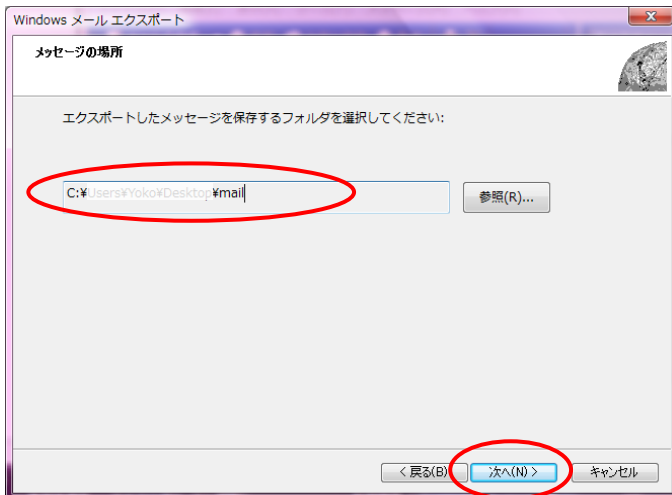 Windows メール エクスポート
メッセージの場所
エクスポートしたメッセージを保存するフォルダを選択してください:
C:¥Users¥Yoko¥Desktop¥mail
参照(R)...
< 戻る(B)
次へ(N) >
キャンセル